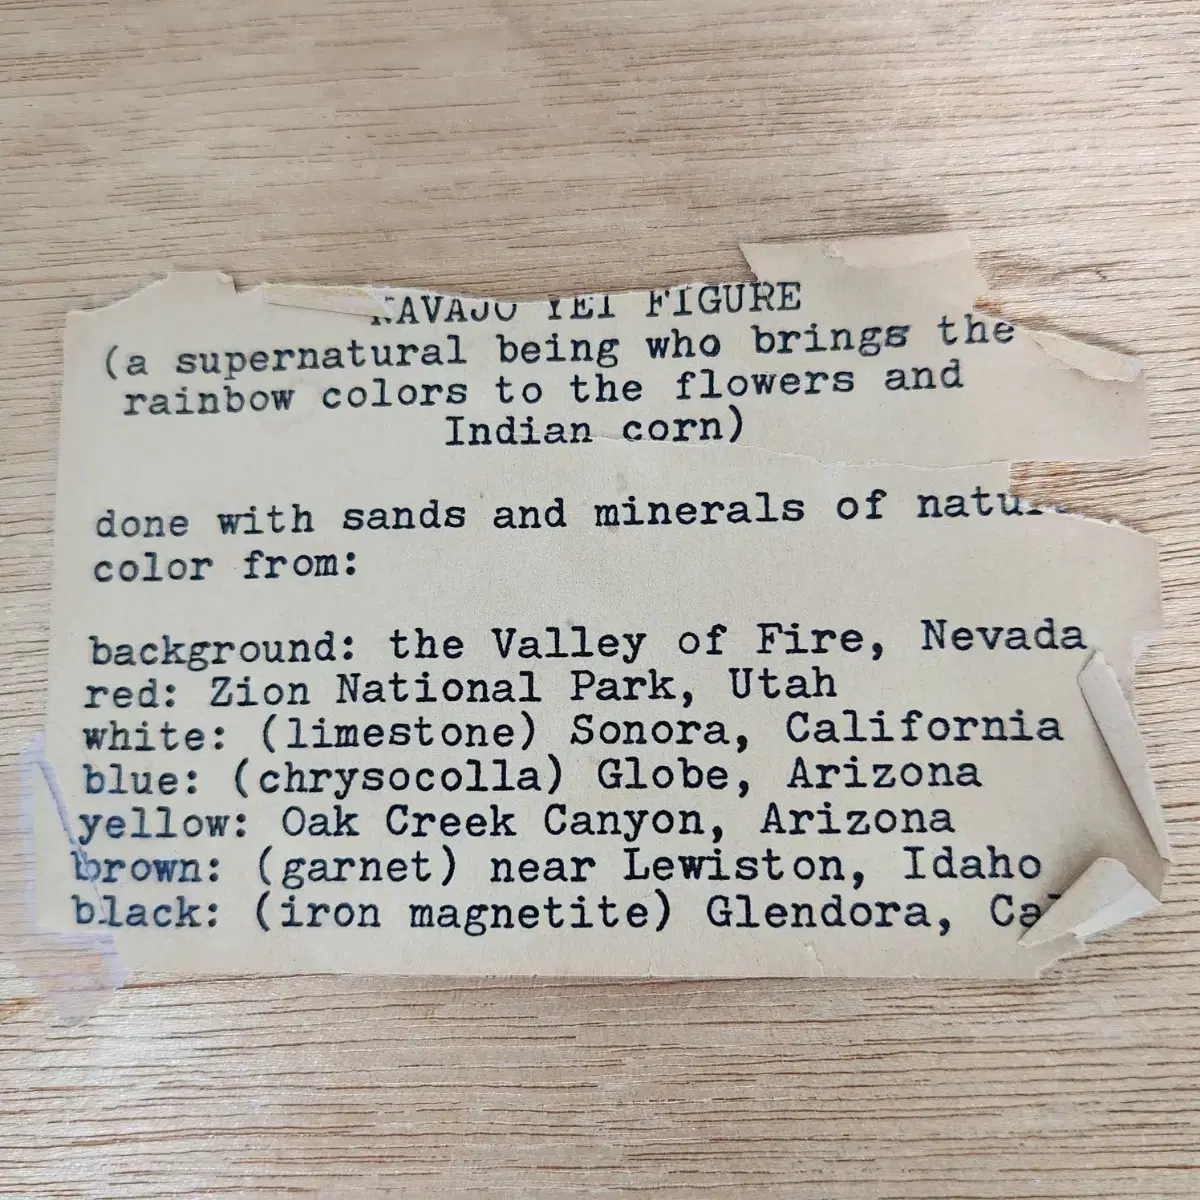 NAVAJO YEI FIGURE
(a supernatural being who brings the
rainbow colors to the flowers and
Indian corn)
done with sands and minerals of
color from:
background: the Valley of Fire, Nevada
red: Zion National Park, Utah
white: (limestone) Sonora, California
blue: (chrysocolla) Globe, Arizona
yellow: Oak Creek Canyon, Arizona
brown: (garnet) near Lewiston, Idaho
black: (iron magnetite) Glendora,